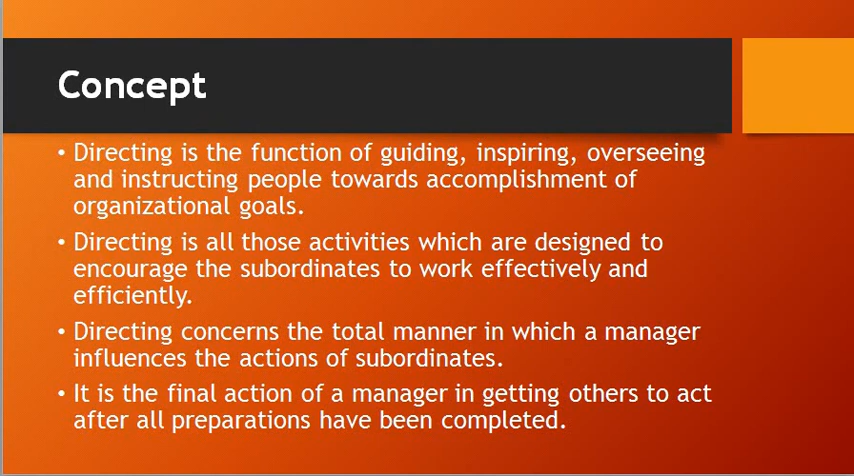 Concept
• Directing is the function of guiding, inspiring, overseeing
and instructing people towards accomplishment of
organizational goals.
• Directing is all those activities which are designed to
encourage the subordinates to work effectively and
efficiently.
• Directing concerns the total manner in which a manager
influences the actions of subordinates.
• It is the final action of a manager in getting others to act
after all preparations have been completed.